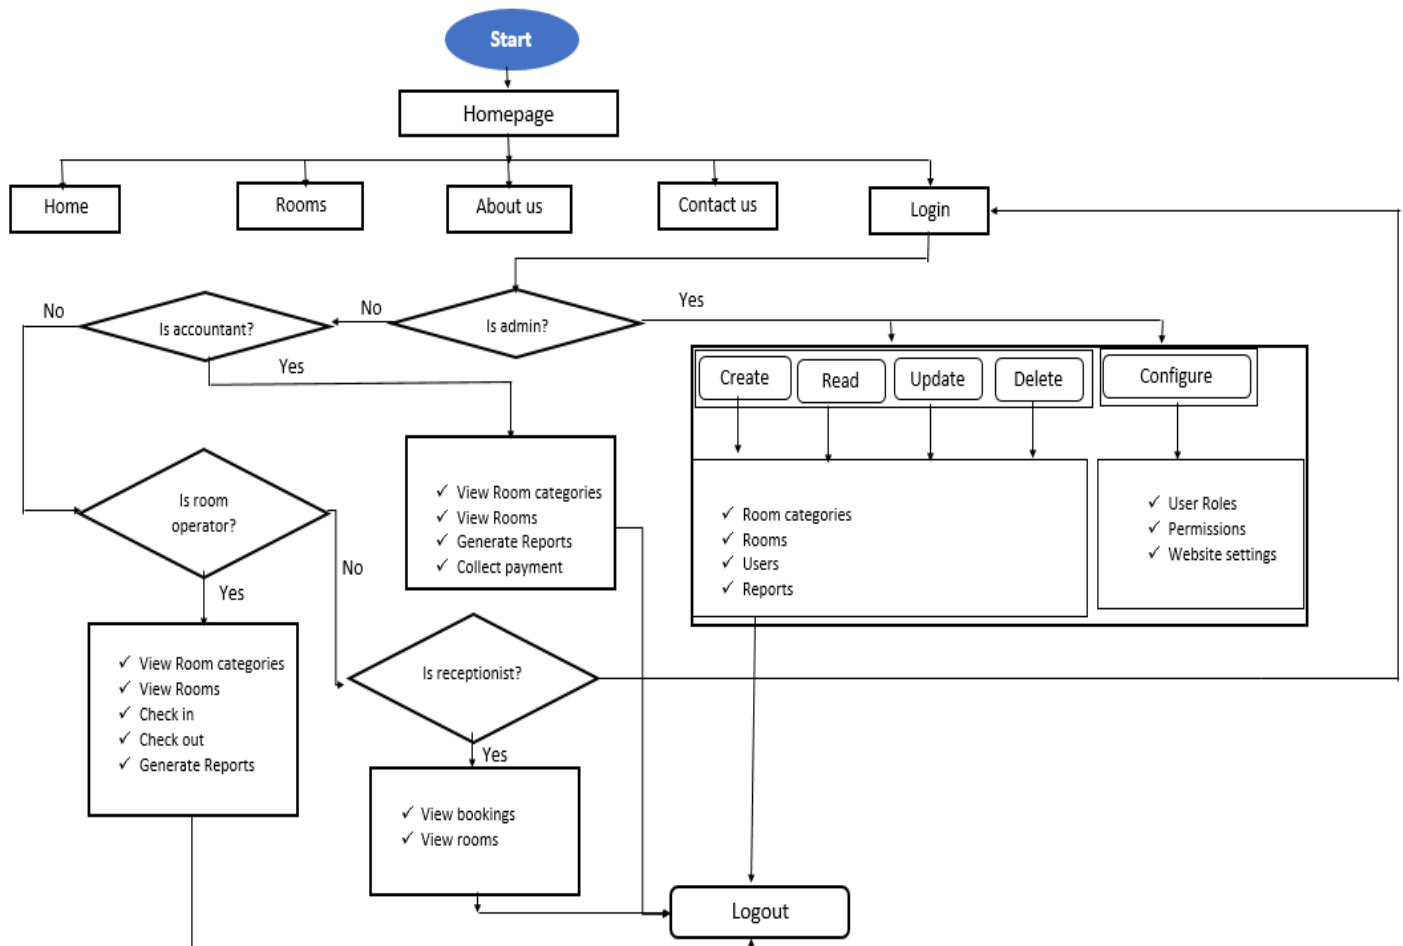 Start
Homepage
Home
Rooms
About us
Contact us
Login
No
Is accountant?
No
Is admin?
Yes
Yes
Create
Read
Update
Delete
Configure
Is room
operator?
✓ View Room categories
✓ View Rooms
✓ Generate Reports
✓ Collect payment
✓ Room categories
✓ Rooms
✓ Users
✓ Reports
✓ User Roles
✓ Permissions
✓ Website settings
No
Yes
✓ View Room categories
✓ View Rooms
✓ Check in
✓ Check out
✓ Generate Reports
Is receptionist?
Yes
✓ View bookings
✓ View rooms
Logout